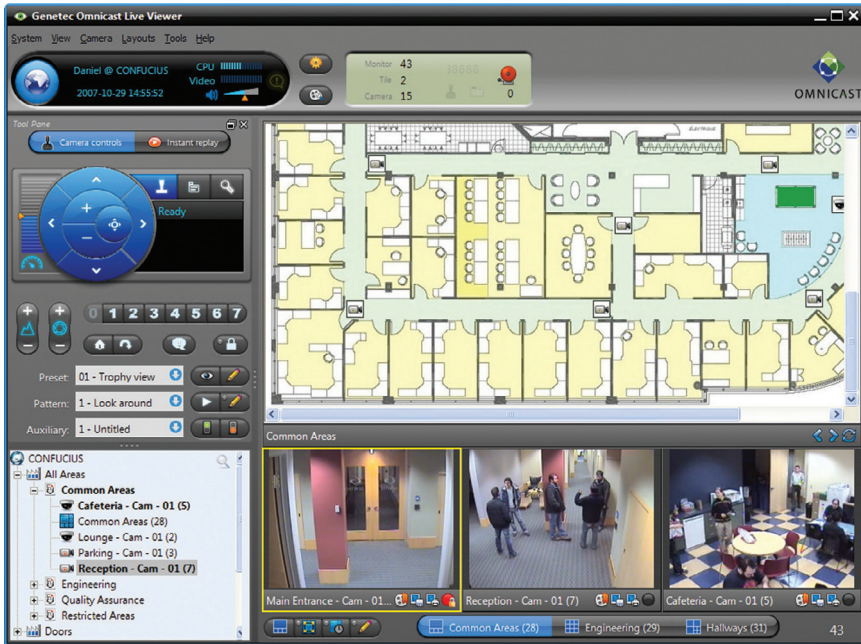 Genetec Omnicast Live Viewer
System View Camera Layouts Tools Help
Daniel @ CONFUCIUS
2007-10-29 14:55:52
CPU
Video
Monitor 43
Tile 2
Camera 15
0
OMNICAST
Tool Pane
Camera controls
Instant replay
Ready
0 1 2 3 4 5 6 7
Preset: 01 - Trophy view
Pattern: 1 - Look around
Auxiliary: 1 - Untitled
CONFUCIUS
All Areas
Common Areas
Cafeteria - Cam - 01 (5)
Common Areas (28)
Lounge - Cam - 01 (2)
Parking - Cam - 01 (3)
Reception - Cam - 01 (7)
Engineering
Quality Assurance
Restricted Areas
Doors
Common Areas
Main Entrance - Cam - 01...
Reception - Cam - 01 (7)
Cafeteria - Cam - 01 (5)
Common Areas (28)
Engineering (29)
Hallways (31)
43